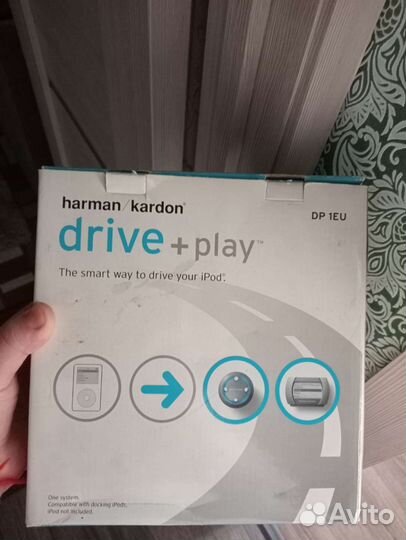 harman/kardon®
DP 1EU
drive + play™
The smart way to drive your iPod®.
One system.
Compatible with docking iPods.
iPod not included.
Avito